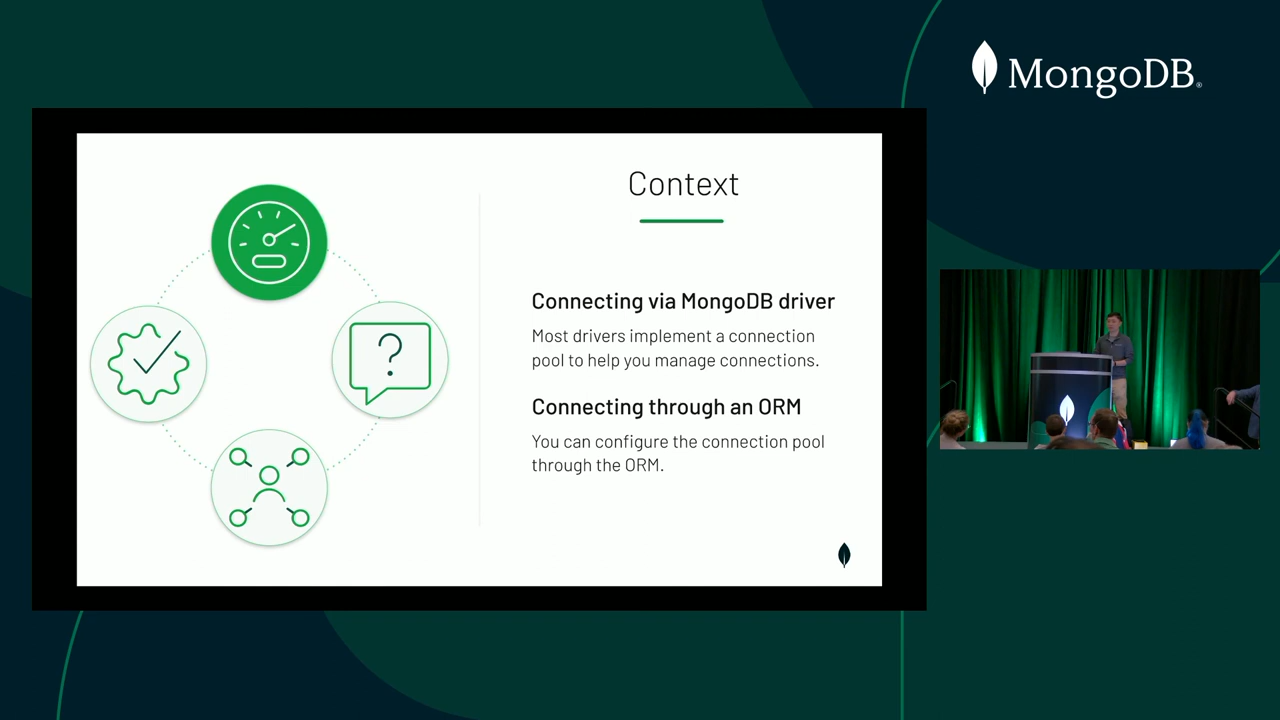 MongoDB®
Context
Connecting via MongoDB driver
Most drivers implement a connection
pool to help you manage connections.
Connecting through an ORM
You can configure the connection pool
through the ORM.
?